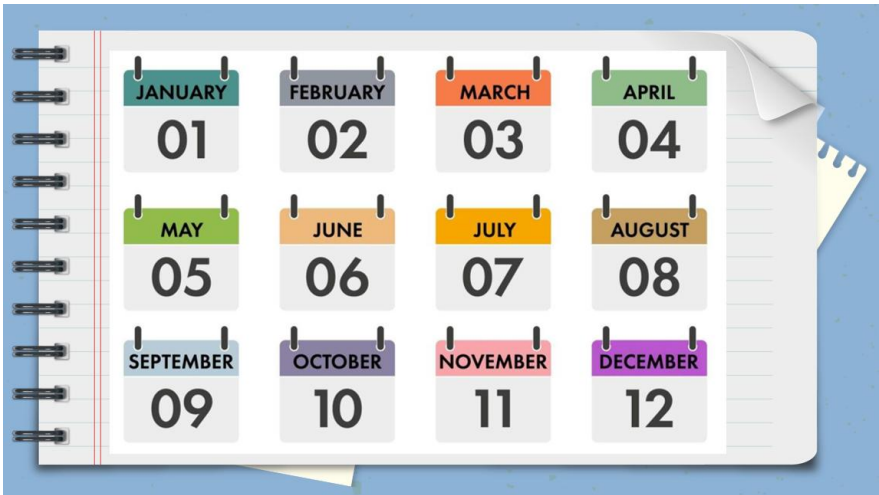 JANUARY FEBRUARY MARCH APRIL
01 02 03 04
MAY JUNE JULY AUGUST
05 06 07 08
SEPTEMBER OCTOBER NOVEMBER DECEMBER
09 10 11 12